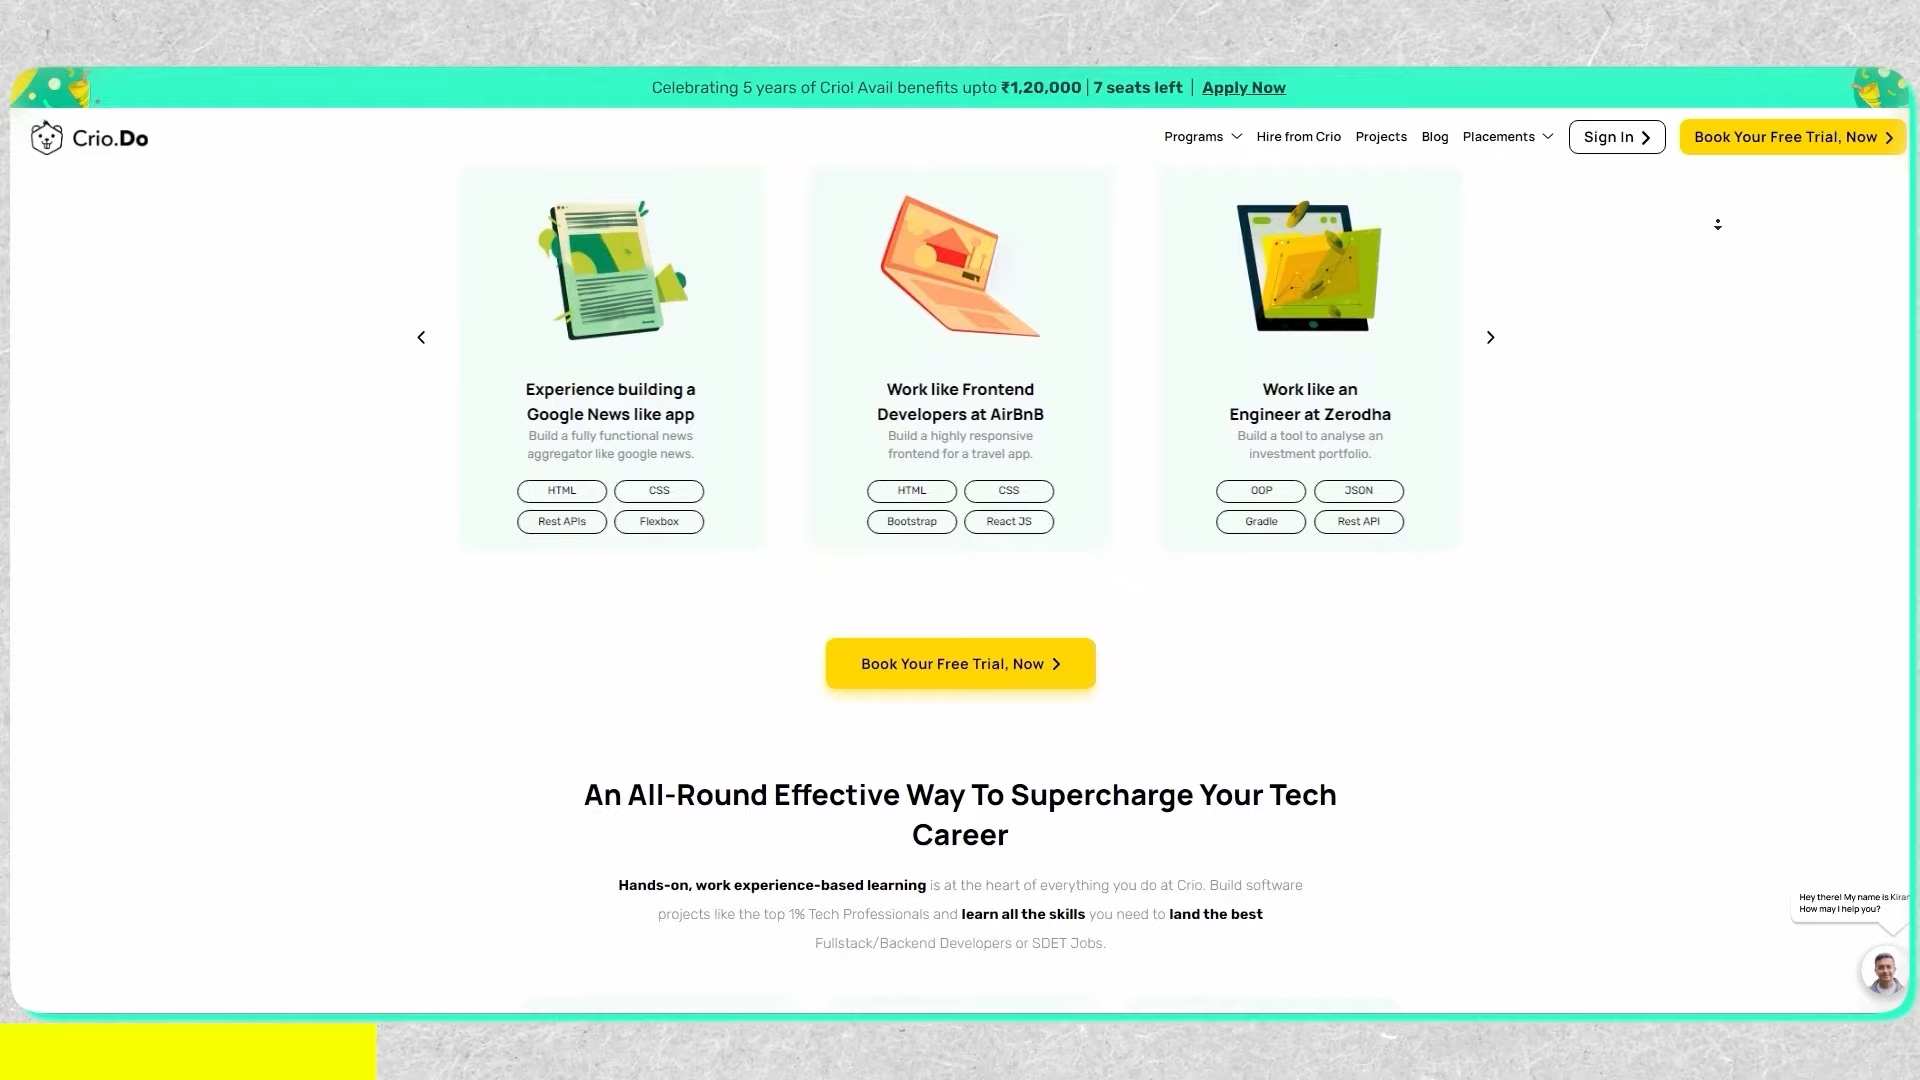 Celebrating 5 years of Crio! Avail benefits upto ₹1,20,000 | 7 seats left | Apply Now
Crio.Do
Programs Hire from Crio Projects Blog Placements Sign In Book Your Free Trial, Now
Experience building a
Google News like app
Build a fully functional news
aggregator like google news.
HTML CSS
Rest APIs Flexbox
Work like Frontend
Developers at AirBnB
Build a highly responsive
frontend for a travel app.
HTML CSS
Bootstrap React JS
Work like an
Engineer at Zerodha
Build a tool to analyse an
investment portfolio.
OOP JSON
Gradle Rest API
Book Your Free Trial, Now
An All-Round Effective Way To Supercharge Your Tech
Career
Hands-on, work experience-based learning is at the heart of everything you do at Crio. Build software
projects like the top 1% Tech Professionals and learn all the skills you need to land the best
Fullstack/Backend Developers or SDET Jobs.
Hey there! My name is Kiran
How may I help you?